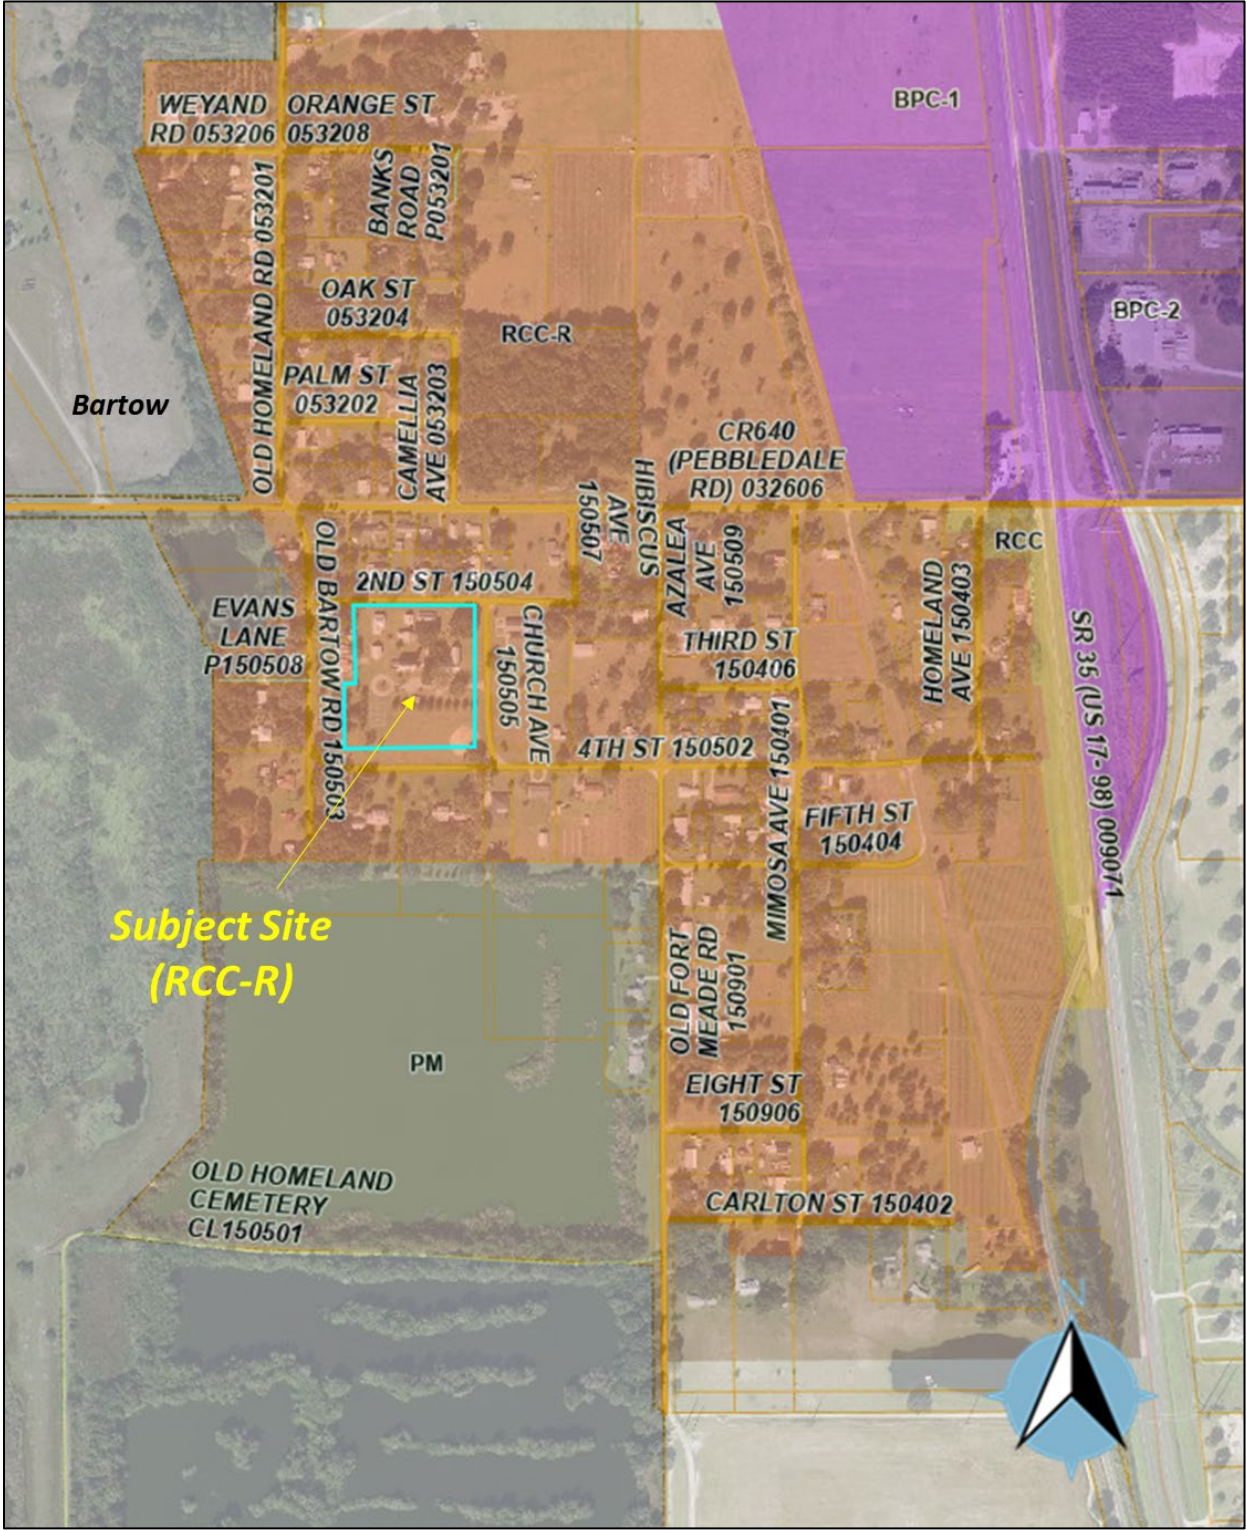 WEYAND
RD 053206
ORANGE ST
053208
BPC-1
BANKS
ROAD
P053201
OLD HOMELAND RD 053201
OAK ST
053204
BPC-2
RCC-R
PALM ST
053202
CAMELLIA
AVE 053203
Bartow
CR640
(PEBBLEDALE
RD) 032606
HIBISCUS
AVE
150507
AZALEA
AVE
150509
RCC
OLD BARTOW RD 150503
2ND ST 150504
EVANS
LANE
P150508
CHURCH AVE
150505
THIRD ST
150406
HOMELAND
AVE 150403
SR 35 (US 17-98) 009071
4TH ST 150502
MIMOSA AVE 150401
FIFTH ST
150404
Subject Site
(RCC-R)
OLD FORT
MEADE RD
150901
PM
EIGHT ST
150906
OLD HOMELAND
CEMETERY
CL150501
CARLTON ST 150402
N